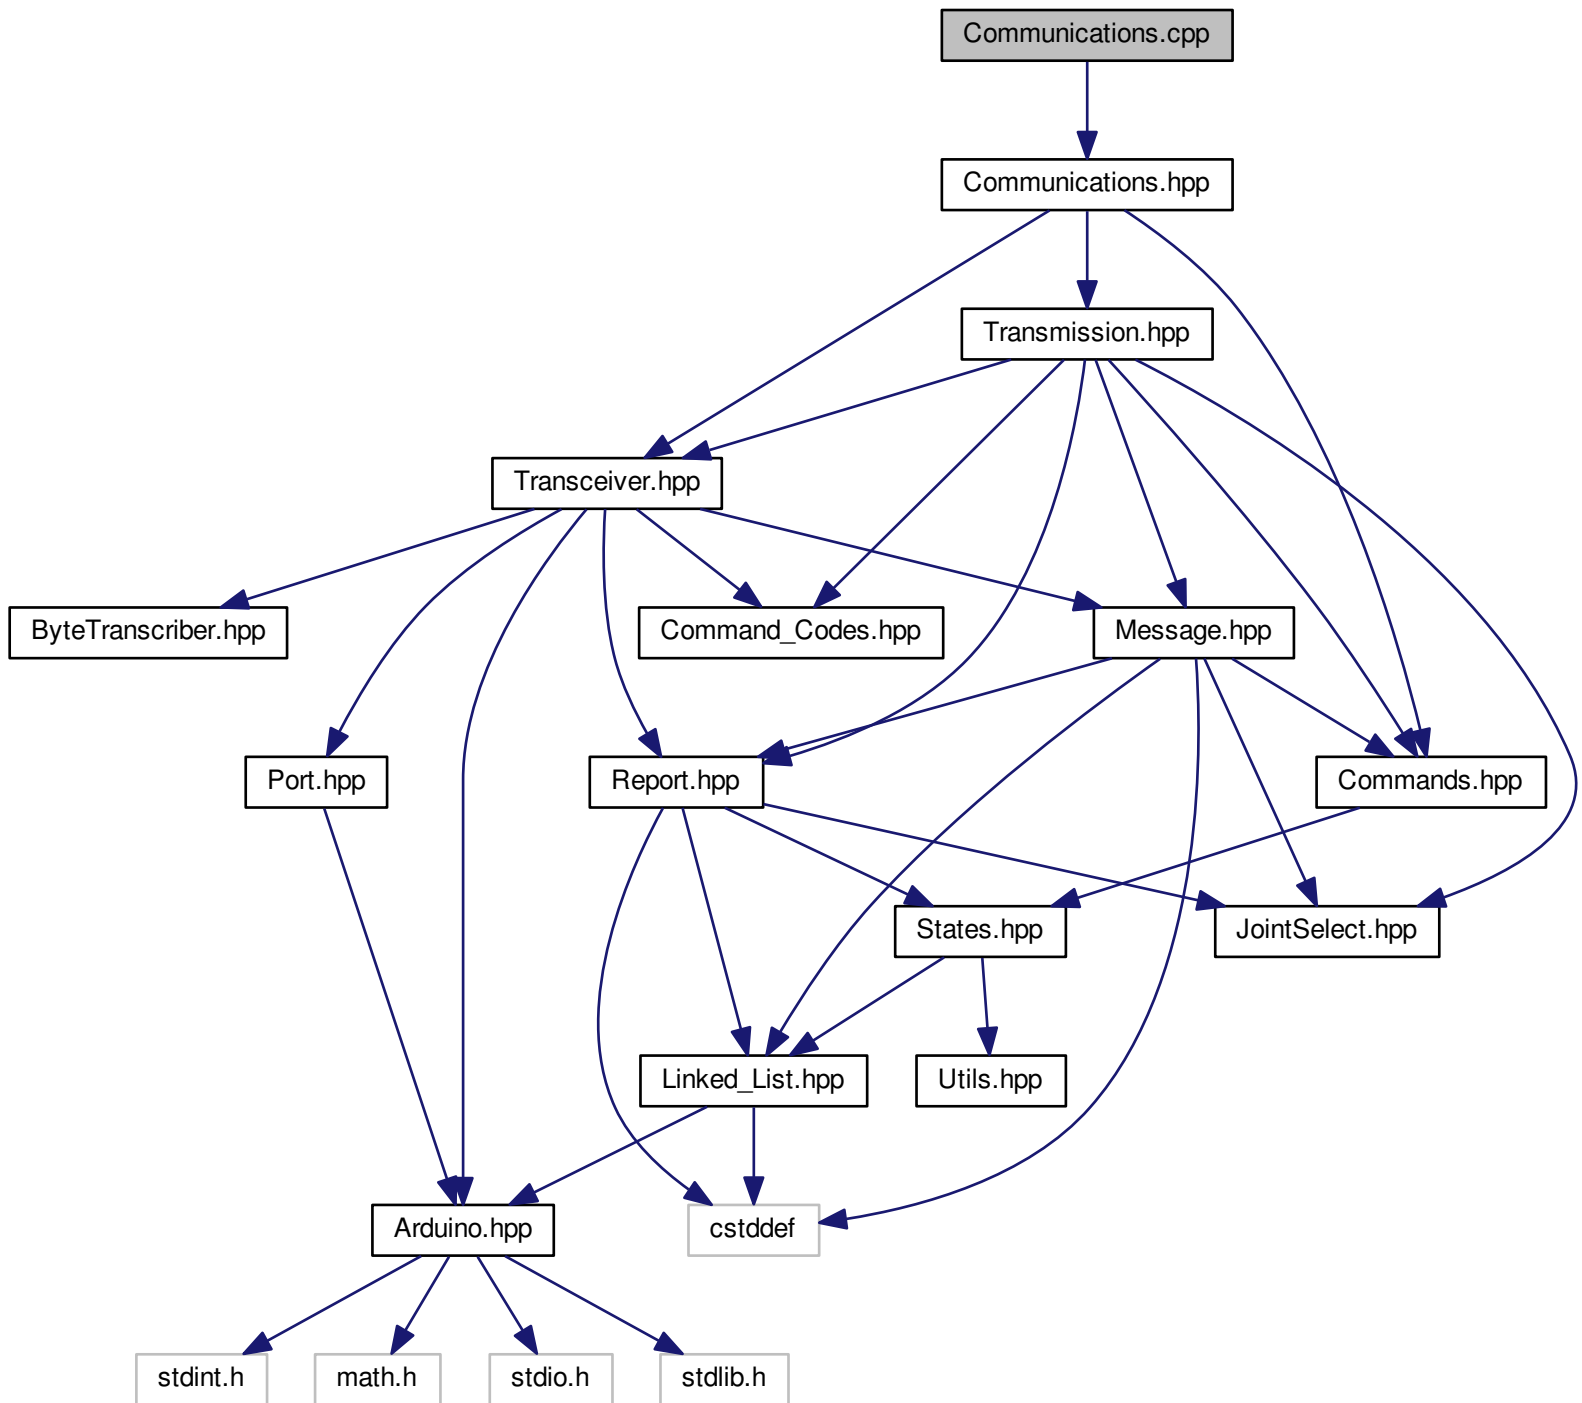 Communications.cpp
Communications.hpp
Transmission.hpp
Transceiver.hpp
ByteTranscriber.hpp
Command_Codes.hpp
Message.hpp
Port.hpp
Report.hpp
Commands.hpp
States.hpp
JointSelect.hpp
Linked_List.hpp
Utils.hpp
Arduino.hpp
cstddef
stdint.h
math.h
stdio.h
stdlib.h